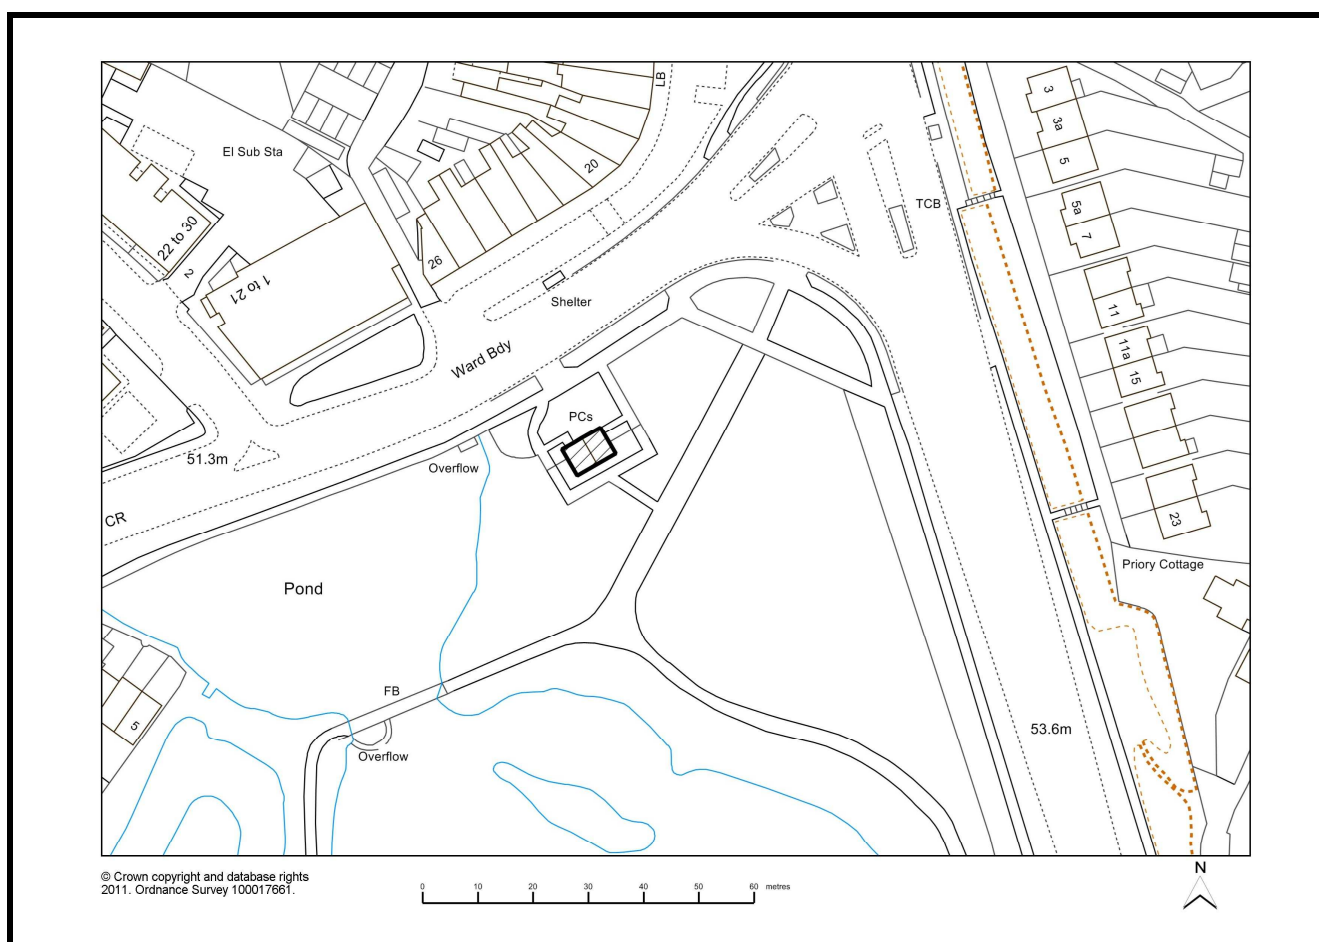 LB
3
3a
El Sub Sta
5
20
TCB
5a
22 to 30
7
26
2
1 to 21
Shelter
11
Ward Bdy
11a
15
PCs
51.3m
Overflow
CR
23
Priory Cottage
Pond
FB
5
53.6m
Overflow
© Crown copyright and database rights
2011. Ordnance Survey 100017661.
N
0 10 20 30 40 50 60 metres